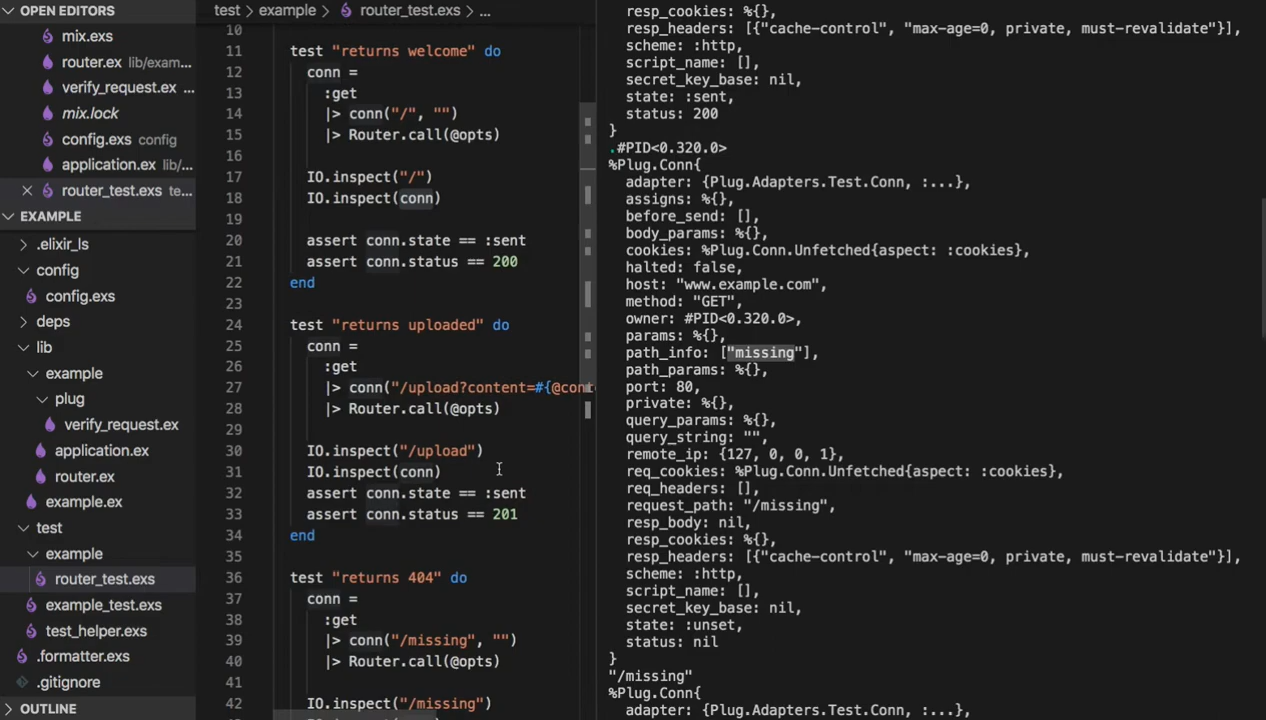 OPEN EDITORS
mix.exs
router.ex lib/exam...
verify_request.ex ...
mix.lock
config.exs config
application.ex lib/...
router_test.exs te...
EXAMPLE
.elixir_ls
config
config.exs
deps
lib
example
plug
verify_request.ex
application.ex
router.ex
example.ex
test
example
router_test.exs
example_test.exs
test_helper.exs
.formatter.exs
.gitignore
OUTLINE
test > example > router_test.exs > ...
10
11 test "returns welcome" do
12 conn =
13 :get
14 |> conn("/", "")
15 |> Router.call(@opts)
16
17 IO.inspect("/")
18 IO.inspect(conn)
19
20 assert conn.state == :sent
21 assert conn.status == 200
22 end
23
24 test "returns uploaded" do
25 conn =
26 :get
27 |> conn("/upload?content=#{@cont
28 |> Router.call(@opts)
29
30 IO.inspect("/upload")
31 IO.inspect(conn)
32 assert conn.state == :sent
33 assert conn.status == 201
34 end
35
36 test "returns 404" do
37 conn =
38 :get
39 |> conn("/missing", "")
40 |> Router.call(@opts)
41
42 IO.inspect("/missing")
resp_cookies: %{},
resp_headers: [{"cache-control", "max-age=0, private, must-revalidate"}],
scheme: :http,
script_name: [],
secret_key_base: nil,
state: :sent,
status: 200
}
.#PID<0.320.0>
%Plug.Conn{
adapter: {Plug.Adapters.Test.Conn, :...},
assigns: %{},
before_send: [],
body_params: %{},
cookies: %Plug.Conn.Unfetched{aspect: :cookies},
halted: false,
host: "www.example.com",
method: "GET",
owner: #PID<0.320.0>,
params: %{},
path_info: ["missing"],
path_params: %{},
port: 80,
private: %{},
query_params: %{},
query_string: "",
remote_ip: {127, 0, 0, 1},
req_cookies: %Plug.Conn.Unfetched{aspect: :cookies},
req_headers: [],
request_path: "/missing",
resp_body: nil,
resp_cookies: %{},
resp_headers: [{"cache-control", "max-age=0, private, must-revalidate"}],
scheme: :http,
script_name: [],
secret_key_base: nil,
state: :unset,
status: nil
}
"/missing"
%Plug.Conn{
adapter: {Plug.Adapters.Test.Conn, :...},